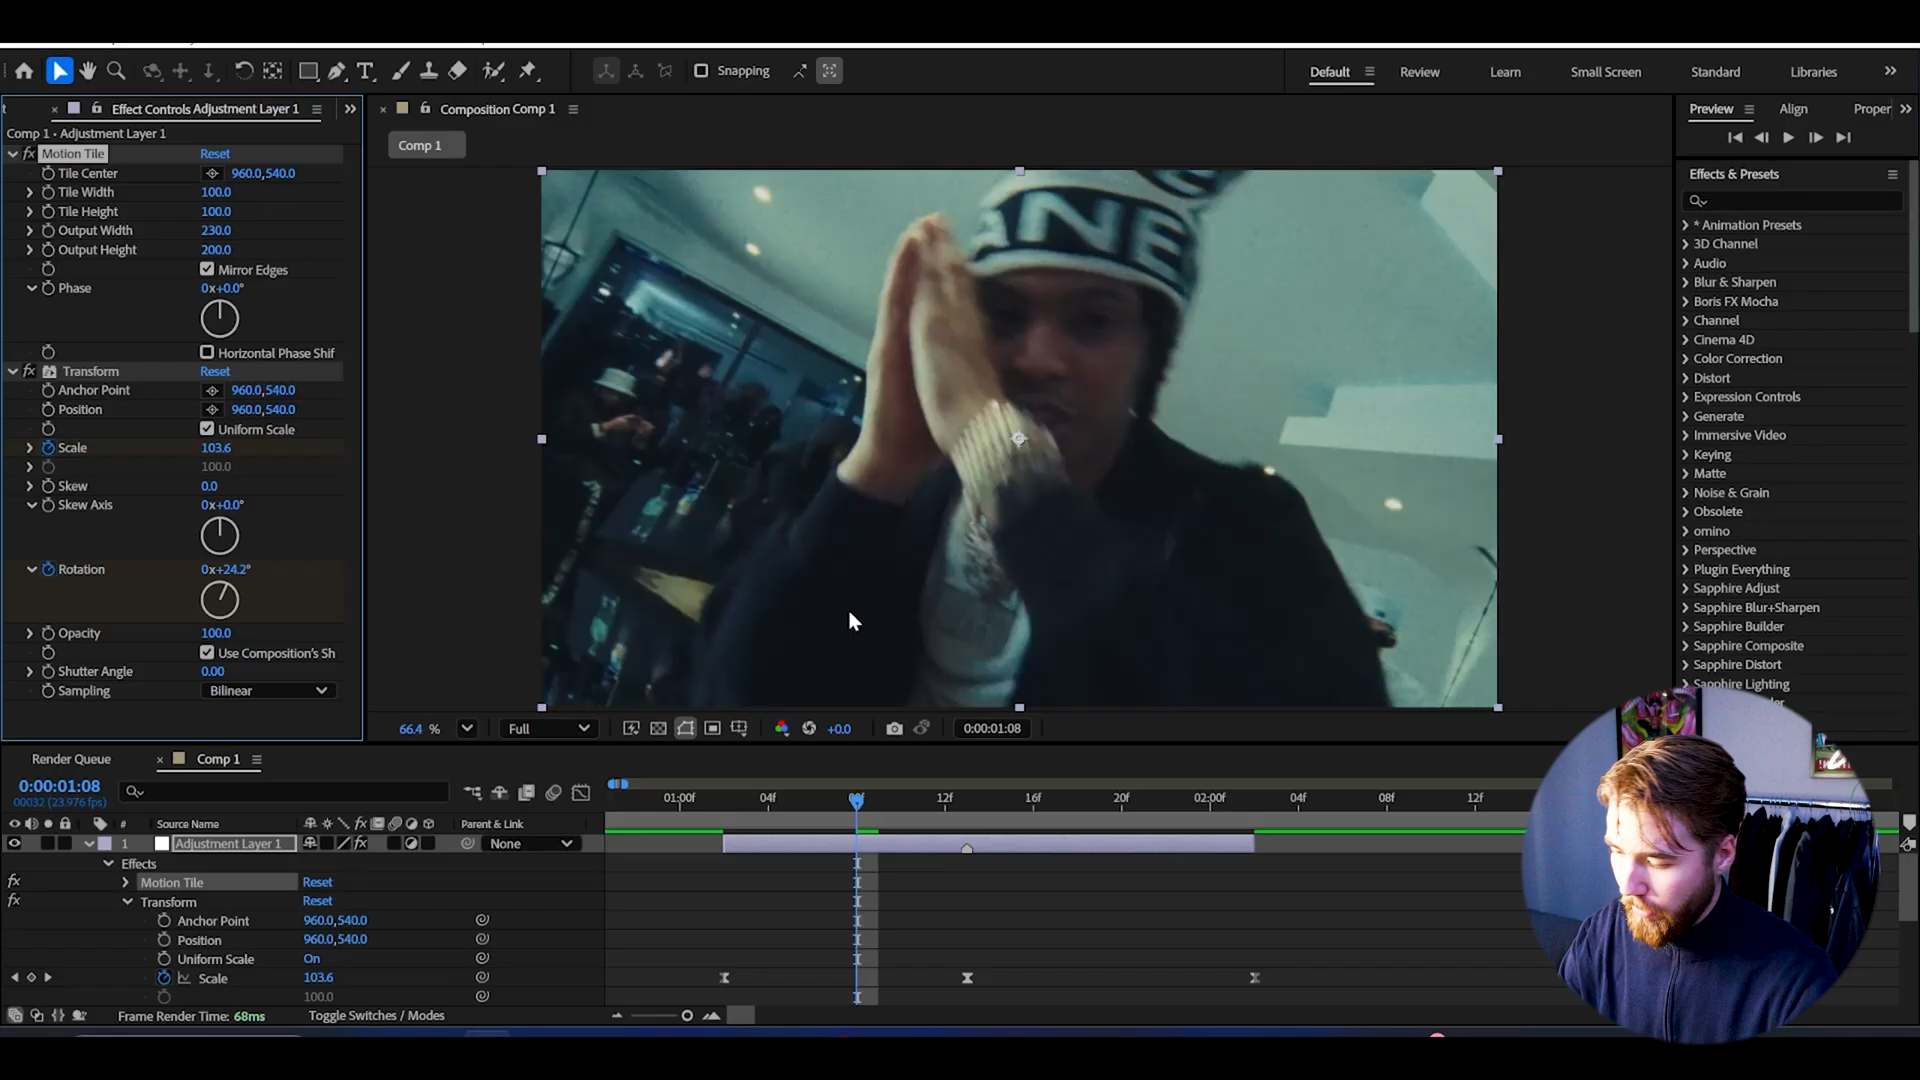 Snapping
Default
Review
Learn
Small Screen
Standard
Libraries
Effect Controls Adjustment Layer 1
Composition Comp 1
Preview
Align
Proper
Comp 1 • Adjustment Layer 1
Comp 1
fx Motion Tile Reset
Tile Center 960.0,540.0
Tile Width 100.0
Tile Height 100.0
Output Width 230.0
Output Height 200.0
Mirror Edges
Phase 0x+0.0°
Horizontal Phase Shif
fx Transform Reset
Anchor Point 960.0,540.0
Position 960.0,540.0
Uniform Scale
Scale 103.6
100.0
Skew 0.0
Skew Axis 0x+0.0°
Rotation 0x+24.2°
Opacity 100.0
Use Composition's Sh
Shutter Angle 0.00
Sampling Bilinear
ANE
Effects & Presets
* Animation Presets
3D Channel
Audio
Blur & Sharpen
Boris FX Mocha
Channel
Cinema 4D
Color Correction
Distort
Expression Controls
Generate
Immersive Video
Keying
Matte
Noise & Grain
Obsolete
omino
Perspective
Plugin Everything
Sapphire Adjust
Sapphire Blur+Sharpen
Sapphire Builder
Sapphire Composite
Sapphire Distort
Sapphire Lighting
66.4 %
Full
+0.0
0:00:01:08
Render Queue
Comp 1
0:00:01:08
00032 (23.976 fps)
01:00f 04f 12f 16f 20f 02:00f 04f 08f 12f
# Source Name fx Parent & Link
1 Adjustment Layer 1 fx None
Effects
fx Motion Tile Reset
fx Transform Reset
Anchor Point 960.0,540.0
Position 960.0,540.0
Uniform Scale On
Scale 103.6
100.0
Frame Render Time: 68ms
Toggle Switches / Modes